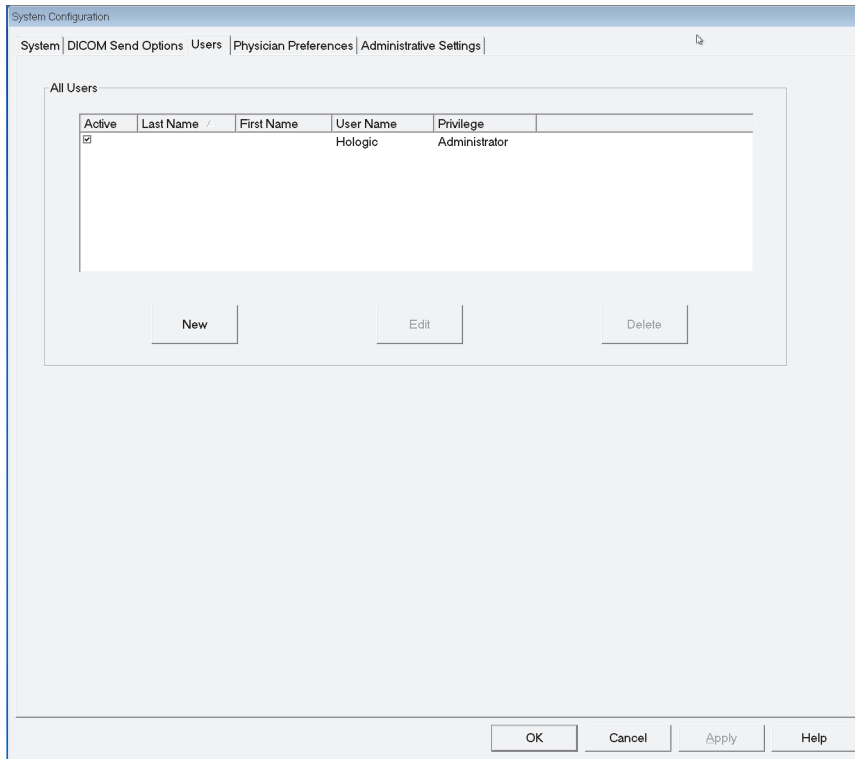 System Configuration
System DICOM Send Options Users Physician Preferences Administrative Settings
All Users
Active Last Name First Name User Name Privilege
Hologic Administrator
New Edit Delete
OK Cancel Apply Help